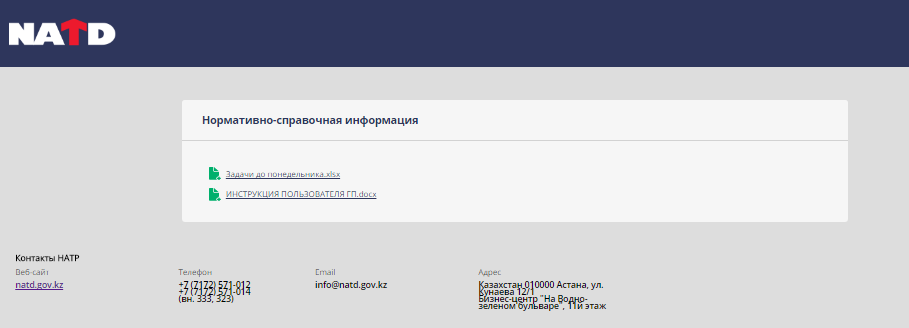 NATD
Нормативно-справочная информация
Задачи до понедельника.xlsx
ИНСТРУКЦИЯ ПОЛЬЗОВАТЕЛЯ ГП.docx
Контакты НАТР
Веб-сайт
natd.gov.kz
Телефон
+7 (7172) 571-012
+7 (7172) 571-014
(вн. 333, 323)
Email
info@natd.gov.kz
Адрес
Казахстан 010000 Астана, ул.
Кунаева 12/1
Бизнес-центр "На Водно-
зеленом бульваре", 11й этаж